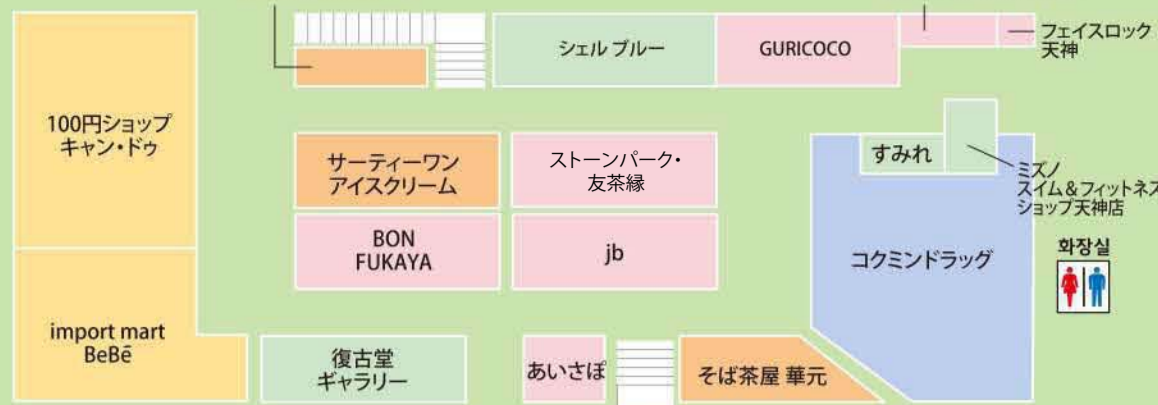 シェル ブルー
GURICOCO
フェイスロック
天神
100円ショップ
キャン・ドゥ
サーティーワン
アイスクリーム
ストーンパーク・
友茶縁
すみれ
ミズノ
スイム&フィットネス
ショップ天神店
BON
FUKAYA
jb
コクミンドラッグ
화장실
import mart
BeBē
復古堂
ギャラリー
あいさぽ
そば茶屋 華元